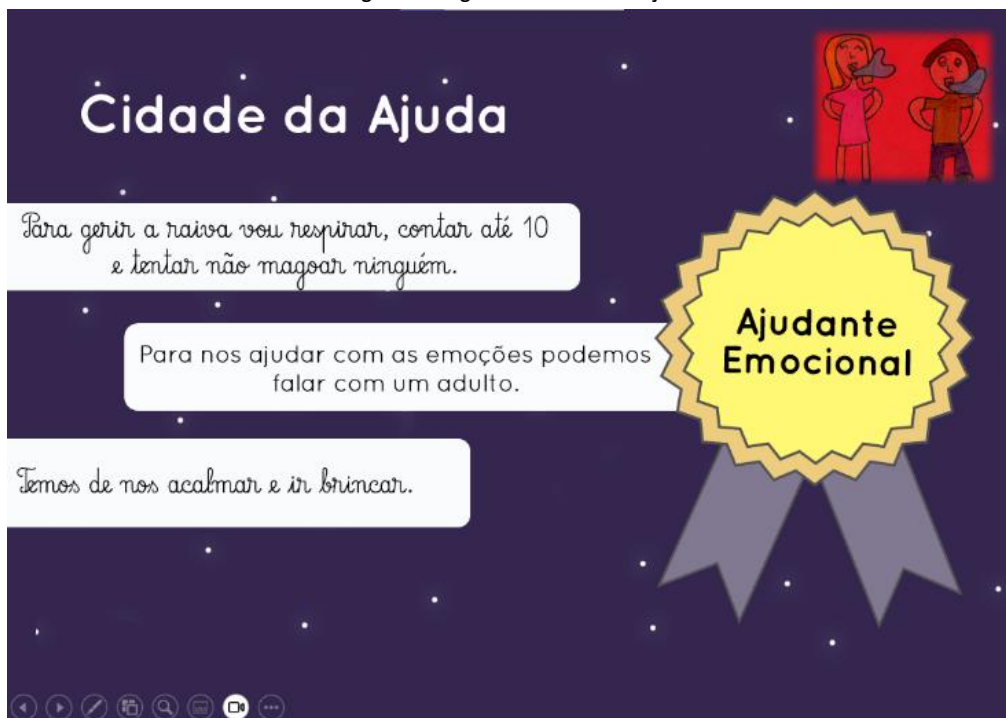 Cidade da Ajuda
Para gerir a raiva vou respirar, contar até 10
e tentar não magoar ninguém.
Para nos ajudar com as emoções podemos
falar com um adulto.
Temos de nos acalmar e ir brincar.
Ajudante
Emocional